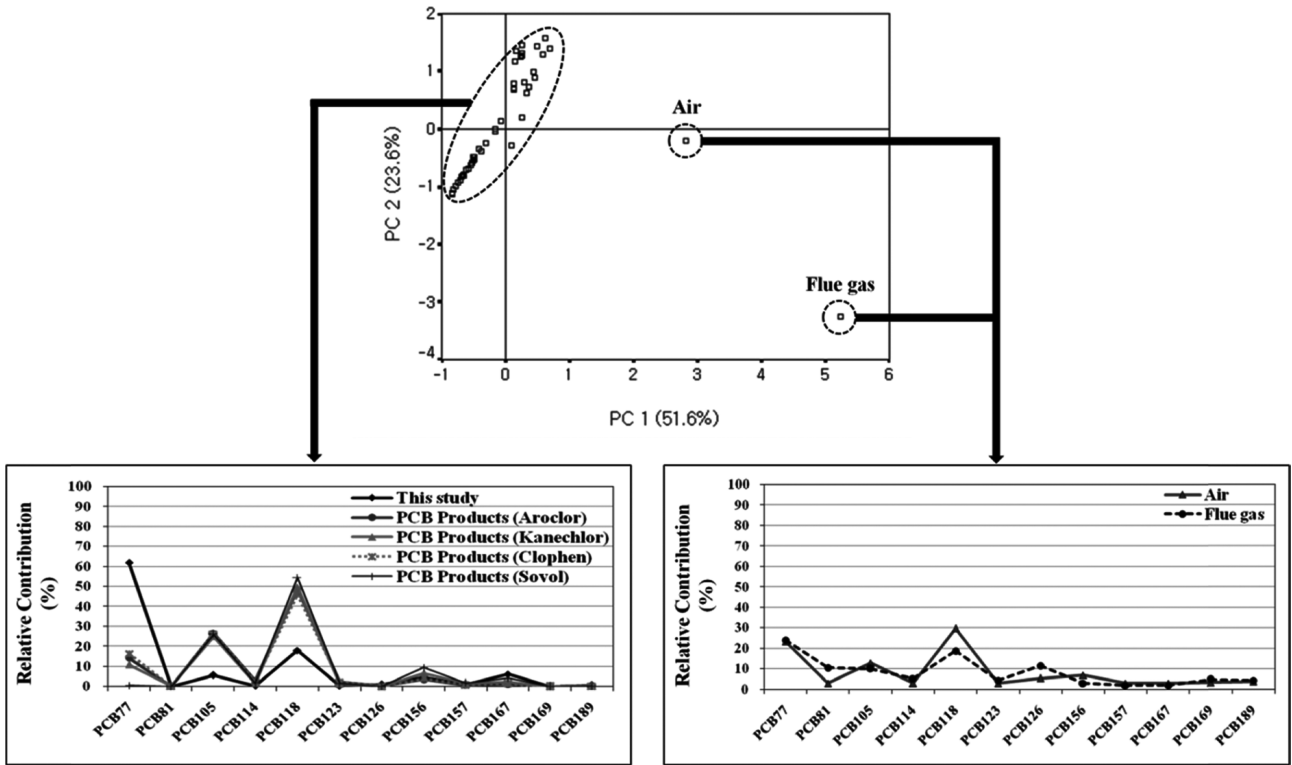 2
1
0
-1
-2
-3
-4
PC 2 (23.6%)
Air
Flue gas
-1 0 1 2 3 4 5 6
PC 1 (51.6%)
Relative Contribution
(%)
100
90
80
70
60
50
40
30
20
10
0
This study
PCB Products (Aroclor)
PCB Products (Kanechlor)
PCB Products (Clophen)
PCB Products (Sovol)
PCB77 PCB81 PCB105 PCB114 PCB118 PCB123 PCB126 PCB156 PCB157 PCB167 PCB169 PCB189
Relative Contribution
(%)
100
90
80
70
60
50
40
30
20
10
0
Air
Flue gas
PCB77 PCB81 PCB105 PCB114 PCB118 PCB123 PCB126 PCB156 PCB157 PCB167 PCB169 PCB189